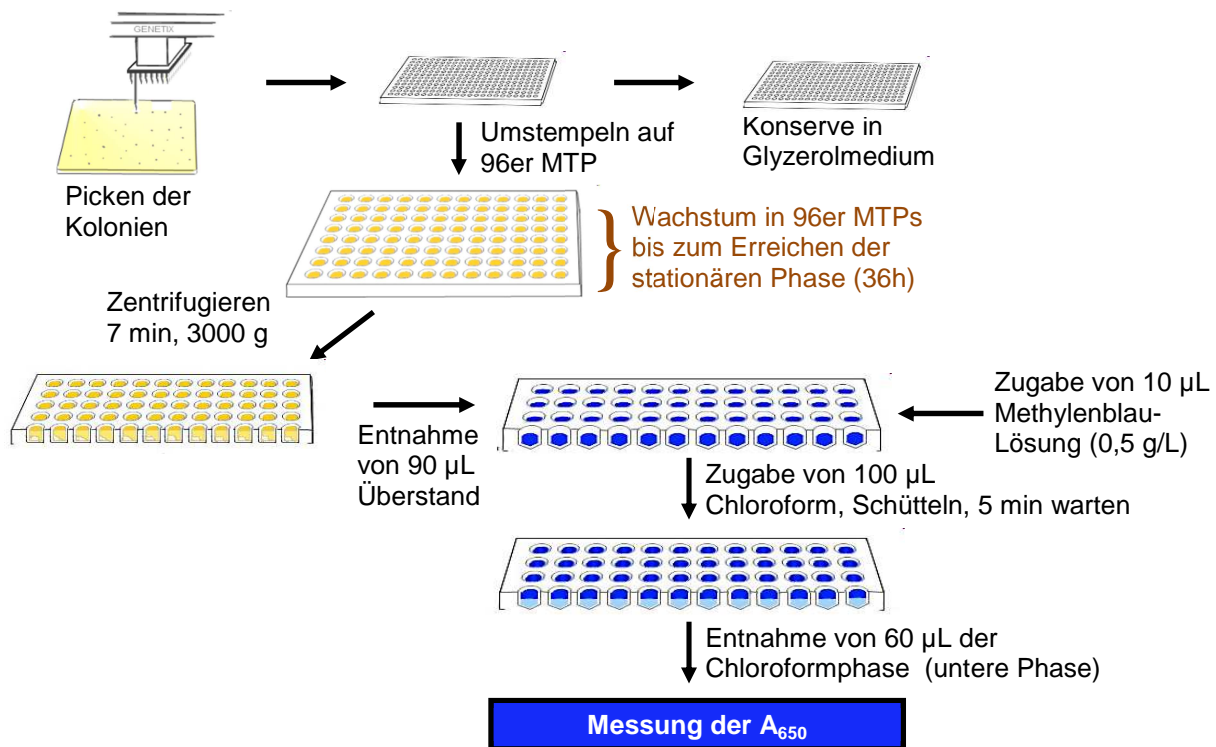 GENETIX
Picken der
Kolonien
Umstempeln auf
96er MTP
Konserve in
Glyzerolmedium
Wachstum in 96er MTPs
bis zum Erreichen der
stationären Phase (36h)
Zentrifugieren
7 min, 3000 g
Entnahme
von 90 µL
Überstand
Zugabe von 10 µL
Methylenblau-
Lösung (0,5 g/L)
Zugabe von 100 µL
Chloroform, Schütteln, 5 min warten
Entnahme von 60 µL der
Chloroformphase (untere Phase)
Messung der A650